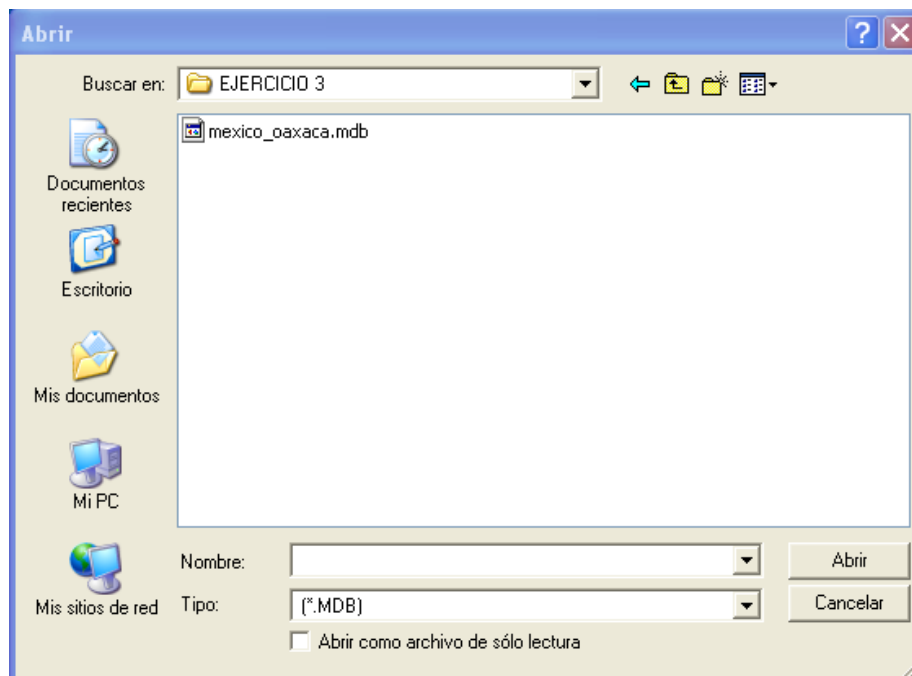 Abrir
?
Buscar en: EJERCICIO 3
mexico_oaxaca.mdb
Documentos
recientes
Escritorio
Mis documentos
Mi PC
Mis sitios de red
Nombre:
Abrir
Tipo: (*.MDB)
Cancelar
Abrir como archivo de sólo lectura